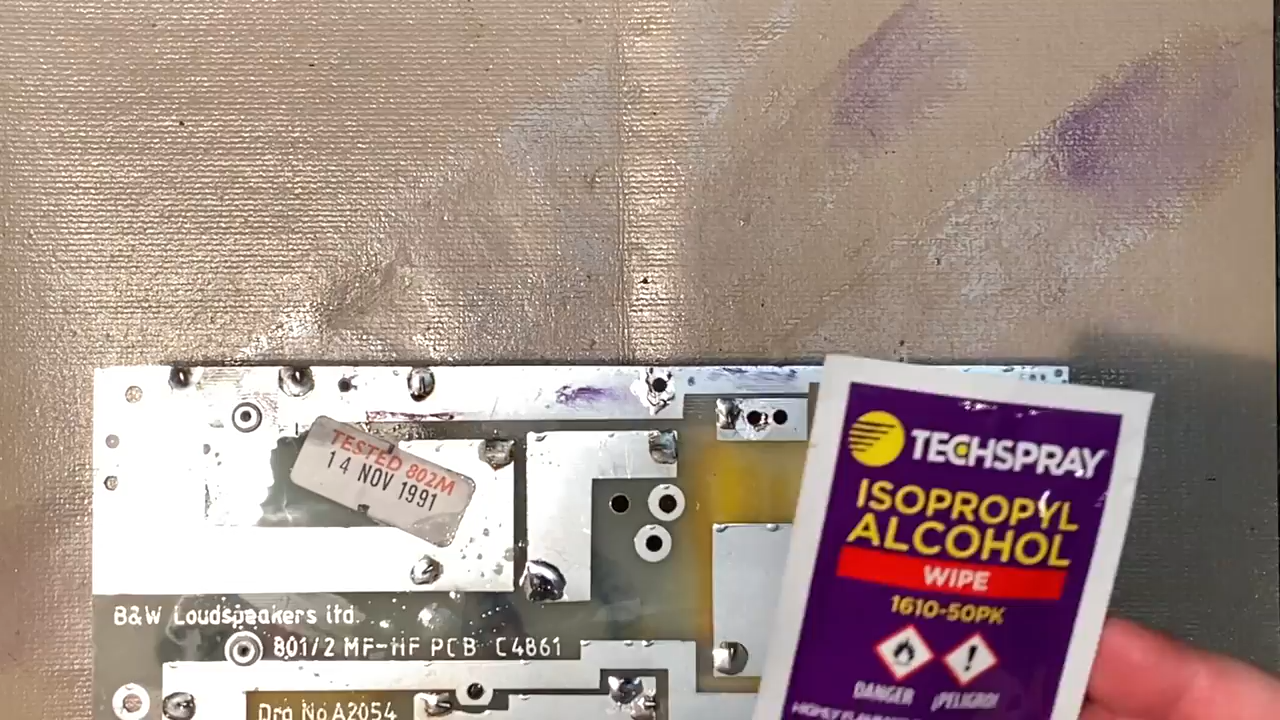 TESTED 802M
14 NOV 1991
B&W Loudspeakers ltd.
801/2 MF-HF PCB C4861
Drg No A2054
TECHSPRAY
ISOPROPYL
ALCOHOL
WIPE
1610-50PK
DANGER ¡PELIGRO!
HIGHLY